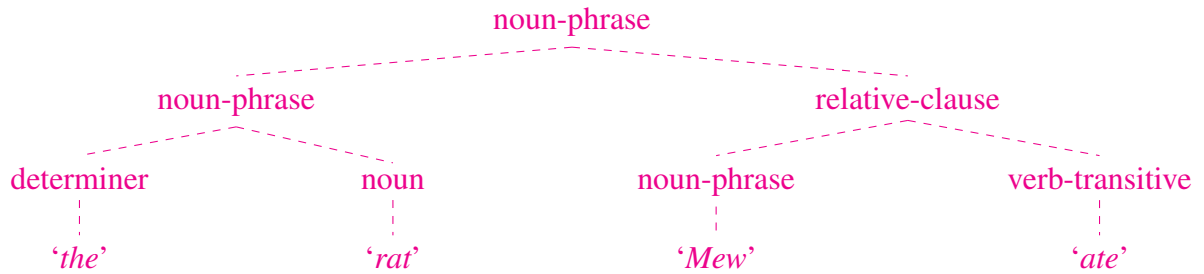 noun-phrase
noun-phrase relative-clause
determiner noun noun-phrase verb-transitive
‘the’ ‘rat’ ‘Mew’ ‘ate’